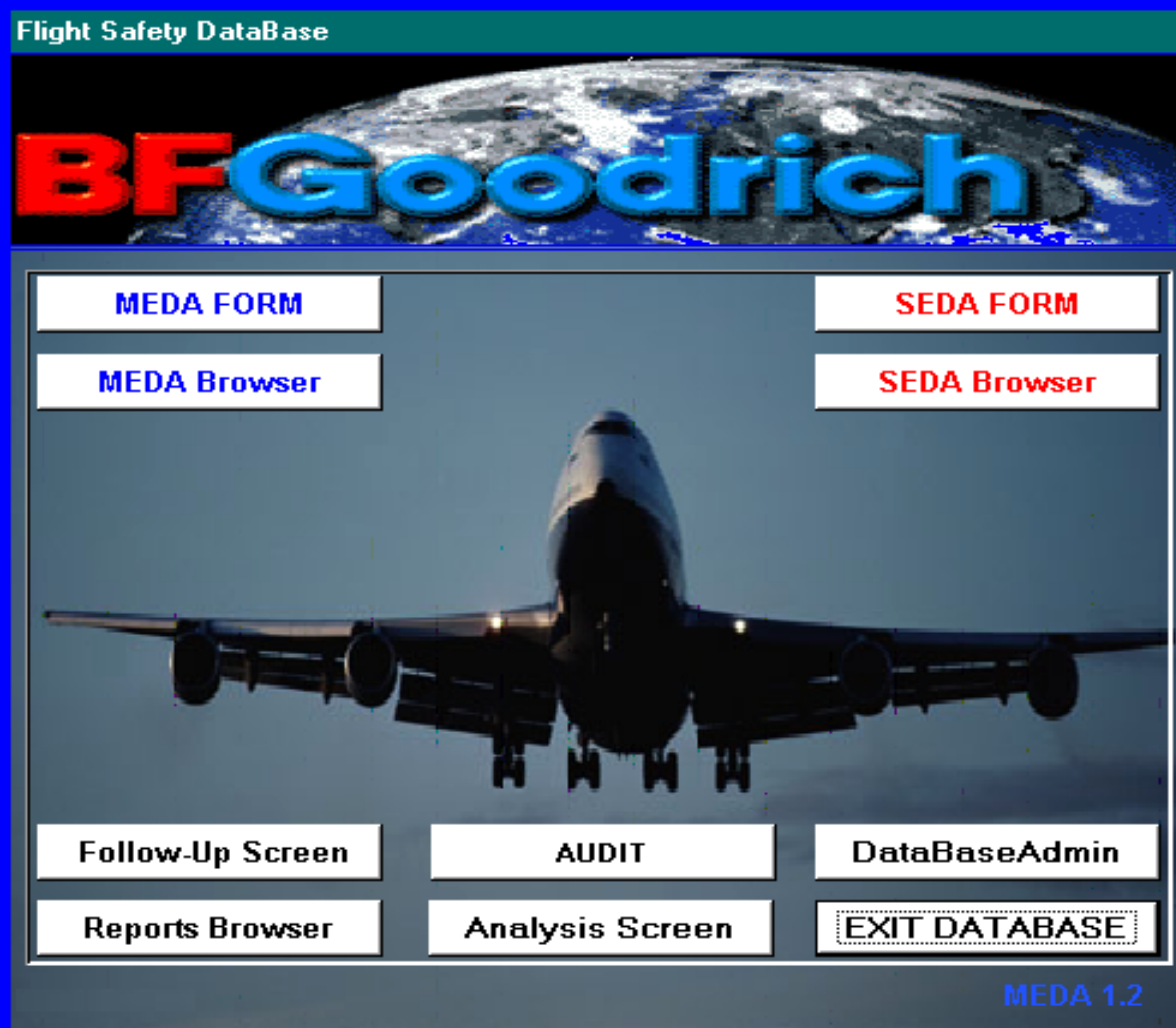 Flight Safety DataBase
BFGoodrich
MEDA FORM
SEDA FORM
MEDA Browser
SEDA Browser
Follow-Up Screen
AUDIT
DataBaseAdmin
Reports Browser
Analysis Screen
EXIT DATABASE
MEDA 1.2